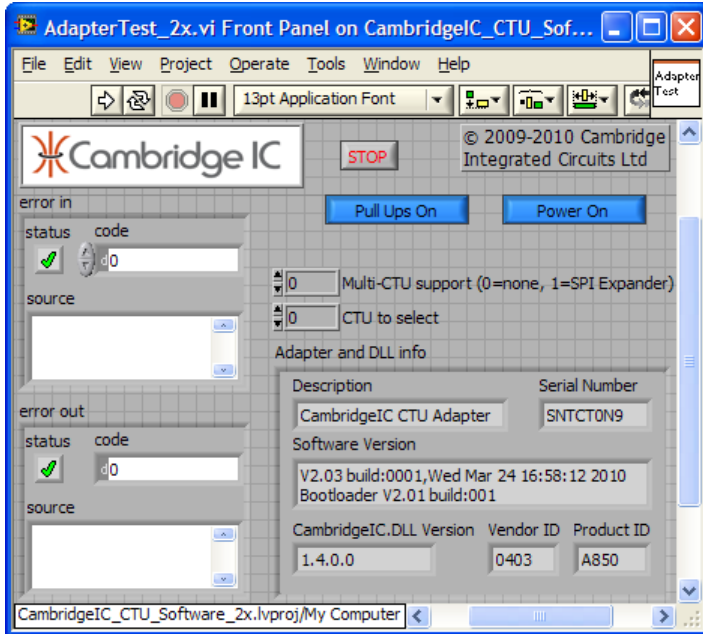 AdapterTest_2x.vi Front Panel on CambridgeIC_CTU_Sof...
File Edit View Project Operate Tools Window Help
13pt Application Font
Adapter
Test
Cambridge IC
STOP
© 2009-2010 Cambridge
Integrated Circuits Ltd
Pull Ups On
Power On
error in
status code
d0
source
0 Multi-CTU support (0=none, 1=SPI Expander)
0 CTU to select
Adapter and DLL info
Description Serial Number
CambridgeIC CTU Adapter SNTCT0N9
Software Version
V2.03 build:0001,Wed Mar 24 16:58:12 2010
Bootloader V2.01 build:001
CambridgeIC.DLL Version Vendor ID Product ID
1.4.0.0 0403 A850
error out
status code
d0
source
CambridgeIC_CTU_Software_2x.lvproj/My Computer